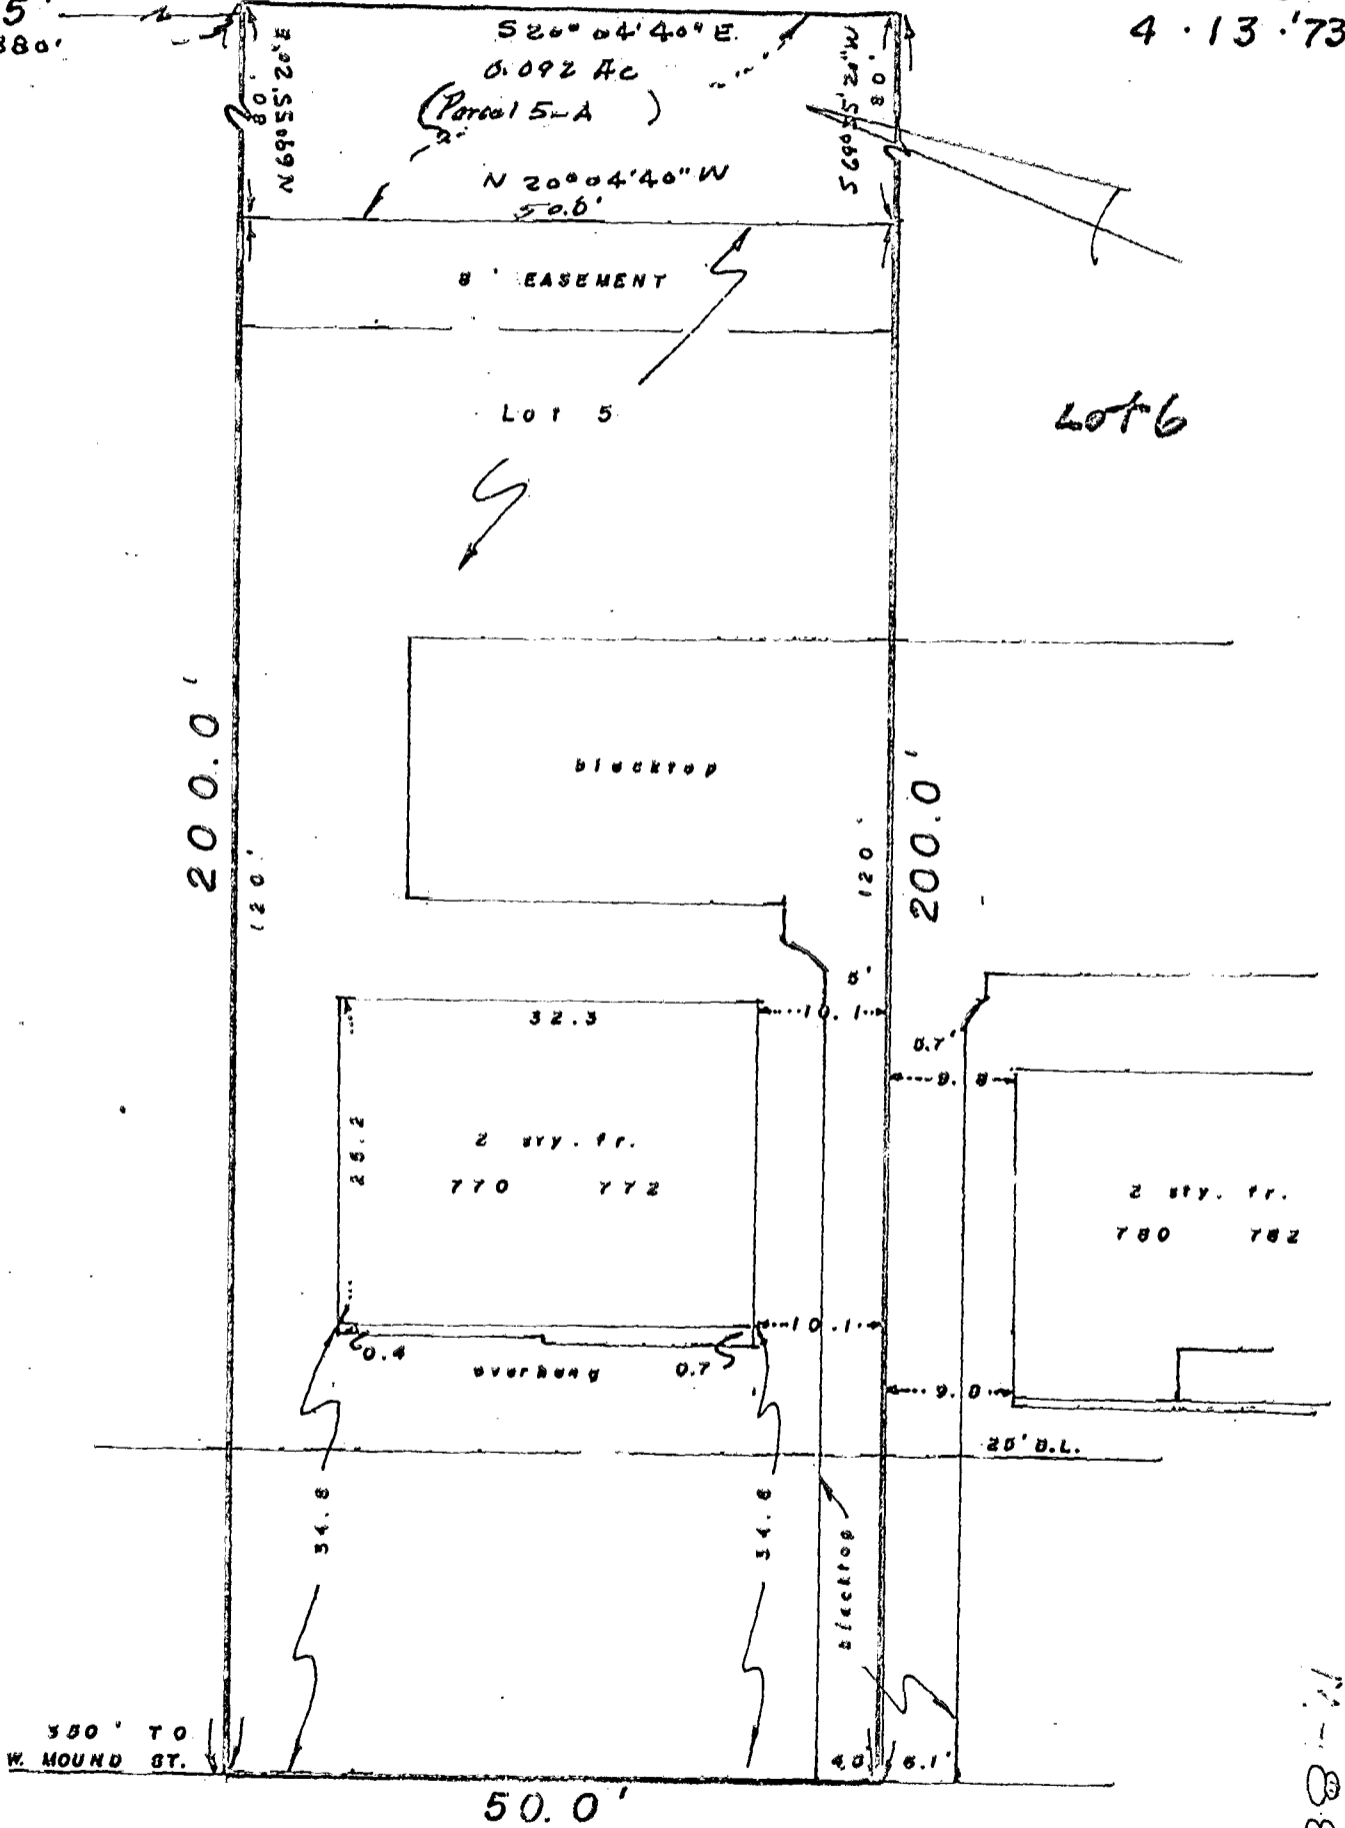 5'
380'
4 · 13 · '73
S 20° 04' 40" E
0.092 Ac
(Parcel 5-A)
N 20° 04' 40" W
50.0'
N 69° 55' 20" E
80'
S 69° 55' 20" W
80'
8' EASEMENT
Lot 5
Lot 6
200.0'
120'
blacktop
120'
200.0'
32.3
10.1
9.8
25.2
2 sty. fr.
770 772
2 sty. fr.
780 782
0.4
overhang
0.7
10.1
9.0
25' B.L.
34.8
34.8
blacktop
350' TO
W. MOUND ST.
6.1'
50.0'